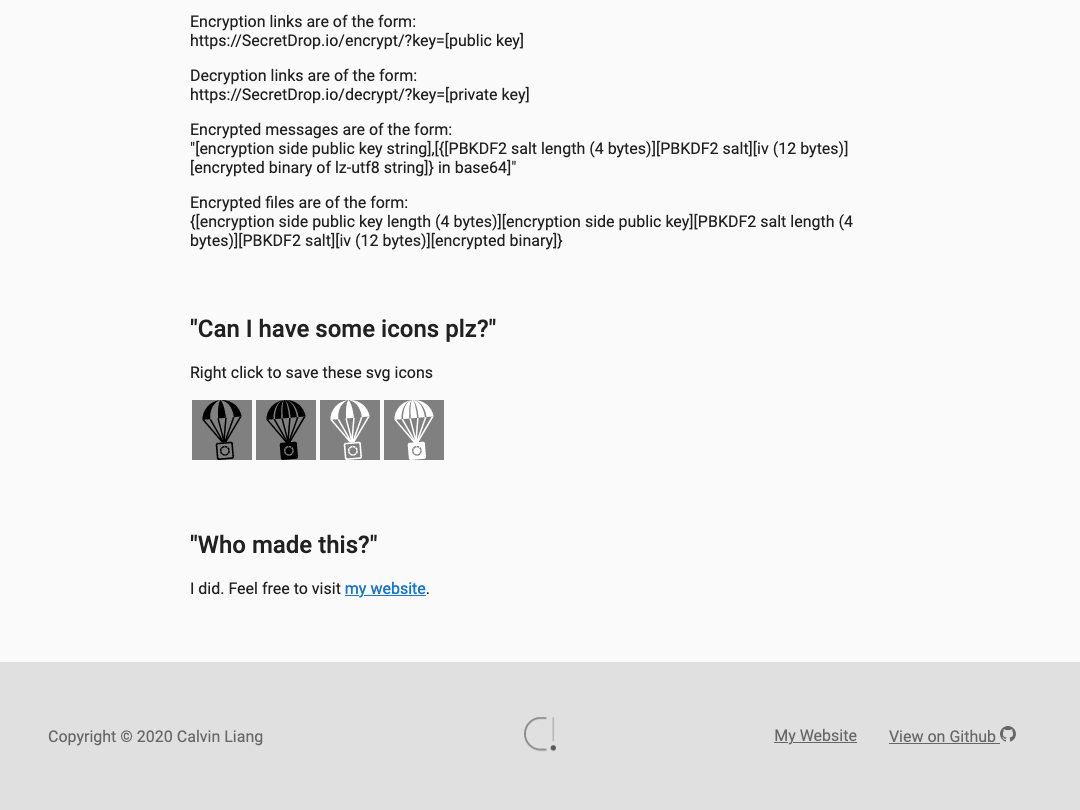 Encryption links are of the form:
https://SecretDrop.io/encrypt/?key=[public key]
Decryption links are of the form:
https://SecretDrop.io/decrypt/?key=[private key]
Encrypted messages are of the form:
"[encryption side public key string],[{[PBKDF2 salt length (4 bytes)][PBKDF2 salt][iv (12 bytes)]
[encrypted binary of lz-utf8 string]} in base64]"
Encrypted files are of the form:
{[encryption side public key length (4 bytes)][encryption side public key][PBKDF2 salt length (4
bytes)][PBKDF2 salt][iv (12 bytes)][encrypted binary]}
"Can I have some icons plz?"
Right click to save these svg icons
"Who made this?"
I did. Feel free to visit my website.
Copyright © 2020 Calvin Liang
My Website
View on Github